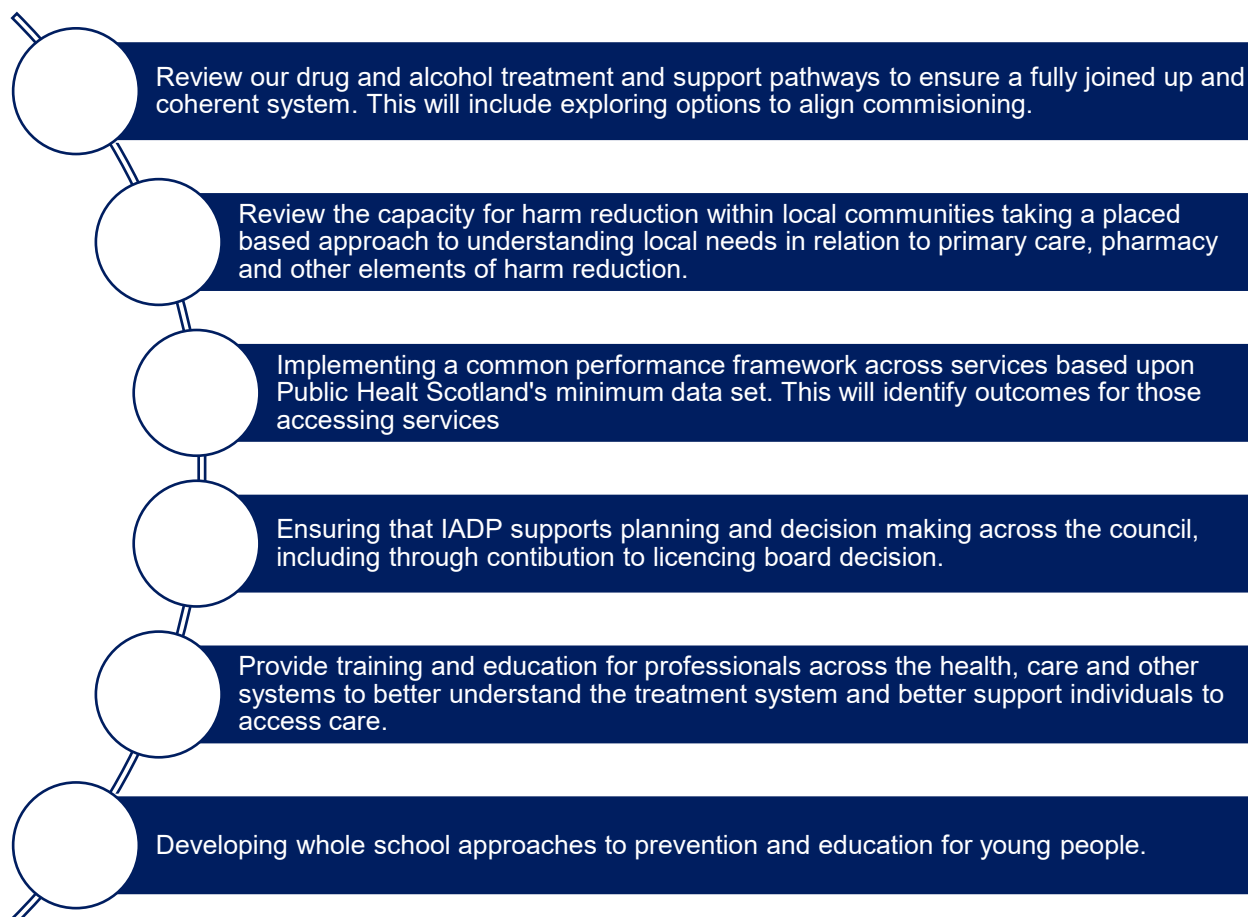 Review our drug and alcohol treatment and support pathways to ensure a fully joined up and
coherent system. This will include exploring options to align commisioning.
Review the capacity for harm reduction within local communities taking a placed
based approach to understanding local needs in relation to primary care, pharmacy
and other elements of harm reduction.
Implementing a common performance framework across services based upon
Public Healt Scotland's minimum data set. This will identify outcomes for those
accessing services
Ensuring that IADP supports planning and decision making across the council,
including through contibution to licencing board decision.
Provide training and education for professionals across the health, care and other
systems to better understand the treatment system and better support individuals to
access care.
Developing whole school approaches to prevention and education for young people.